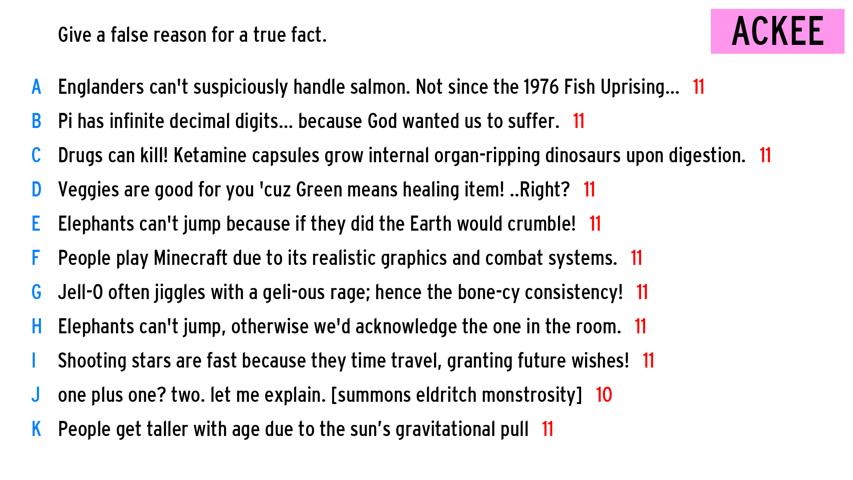 Give a false reason for a true fact.
ACKEE
A Englanders can't suspiciously handle salmon. Not since the 1976 Fish Uprising... 11
B Pi has infinite decimal digits... because God wanted us to suffer. 11
C Drugs can kill! Ketamine capsules grow internal organ-ripping dinosaurs upon digestion. 11
D Veggies are good for you 'cuz Green means healing item! ..Right? 11
E Elephants can't jump because if they did the Earth would crumble! 11
F People play Minecraft due to its realistic graphics and combat systems. 11
G Jell-O often jiggles with a geli-ous rage; hence the bone-cy consistency! 11
H Elephants can't jump, otherwise we'd acknowledge the one in the room. 11
I Shooting stars are fast because they time travel, granting future wishes! 11
J one plus one? two. let me explain. [summons eldritch monstrosity] 10
K People get taller with age due to the sun’s gravitational pull 11